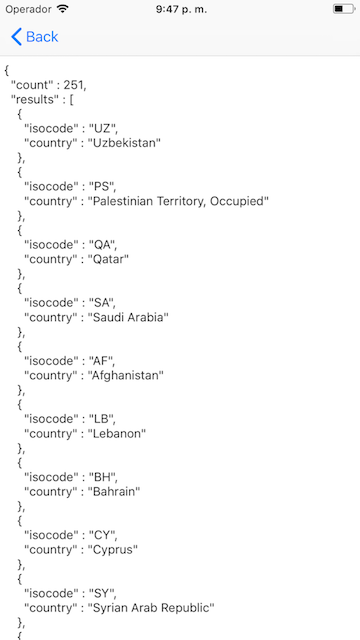 Operador 9:47 p. m.
Back
{
"count" : 251,
"results" : [
{
"isocode" : "UZ",
"country" : "Uzbekistan"
},
{
"isocode" : "PS",
"country" : "Palestinian Territory, Occupied"
},
{
"isocode" : "QA",
"country" : "Qatar"
},
{
"isocode" : "SA",
"country" : "Saudi Arabia"
},
{
"isocode" : "AF",
"country" : "Afghanistan"
},
{
"isocode" : "LB",
"country" : "Lebanon"
},
{
"isocode" : "BH",
"country" : "Bahrain"
},
{
"isocode" : "CY",
"country" : "Cyprus"
},
{
"isocode" : "SY",
"country" : "Syrian Arab Republic"
},
{